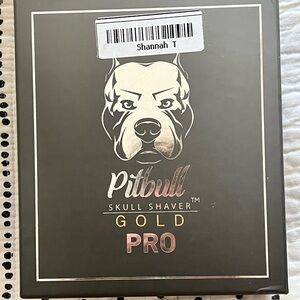 Shannah T
Pitbull
SKULL SHAVER™
GOLD
PRO